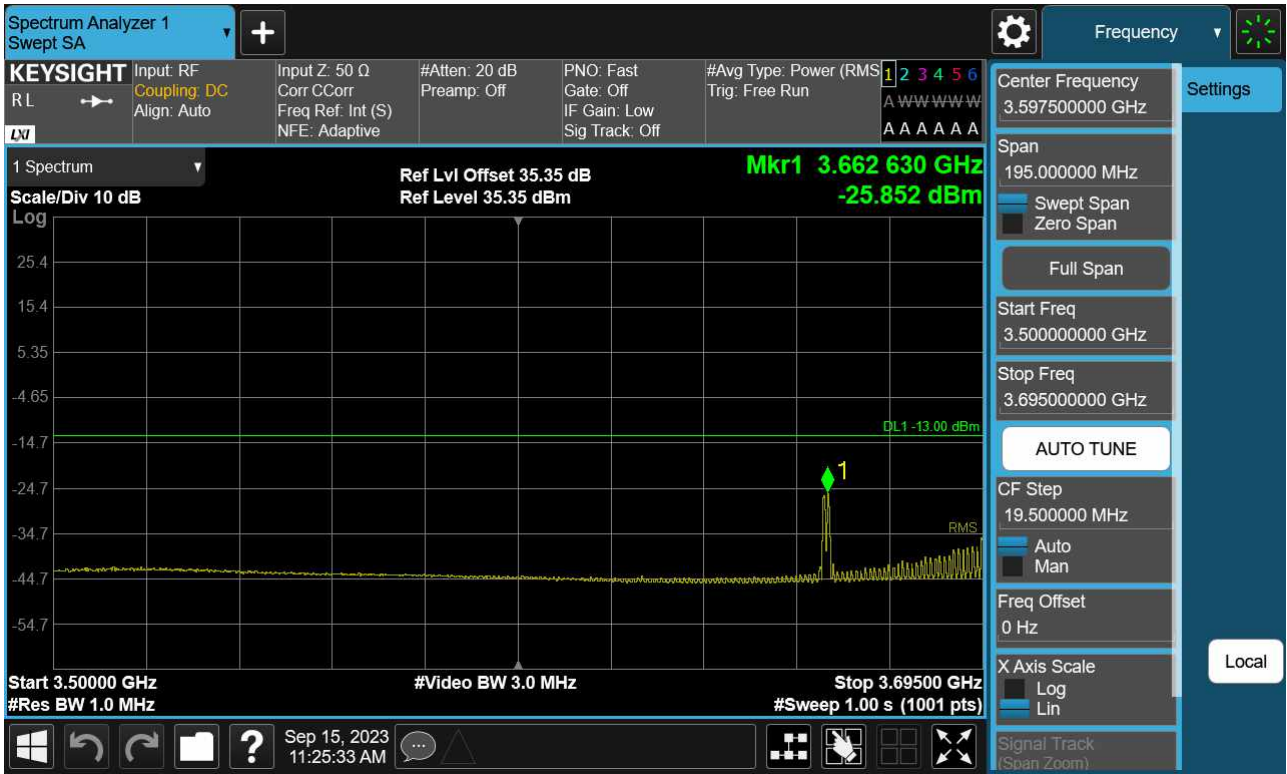 Spectrum Analyzer 1
Swept SA
+
Frequency
KEYSIGHT
R L
LXI
Input: RF
Coupling: DC
Align: Auto
Input Z: 50 Ω
Corr CCorr
Freq Ref: Int (S)
NFE: Adaptive
#Atten: 20 dB
Preamp: Off
PNO: Fast
Gate: Off
IF Gain: Low
Sig Track: Off
#Avg Type: Power (RMS
Trig: Free Run
1 2 3 4 5 6
A W W W W W
A A A A A A
1 Spectrum
Scale/Div 10 dB
Log
Ref Lvl Offset 35.35 dB
Ref Level 35.35 dBm
Mkr1 3.662 630 GHz
-25.852 dBm
25.4
15.4
5.35
-4.65
-14.7
-24.7
-34.7
-44.7
-54.7
DL1 -13.00 dBm
1
RMS
Start 3.50000 GHz
#Res BW 1.0 MHz
#Video BW 3.0 MHz
Stop 3.69500 GHz
#Sweep 1.00 s (1001 pts)
Center Frequency
3.597500000 GHz
Span
195.000000 MHz
Swept Span
Zero Span
Full Span
Start Freq
3.500000000 GHz
Stop Freq
3.695000000 GHz
AUTO TUNE
CF Step
19.500000 MHz
Auto
Man
Freq Offset
0 Hz
X Axis Scale
Log
Lin
Signal Track
(Span Zoom)
Settings
Local
?
Sep 15, 2023
11:25:33 AM